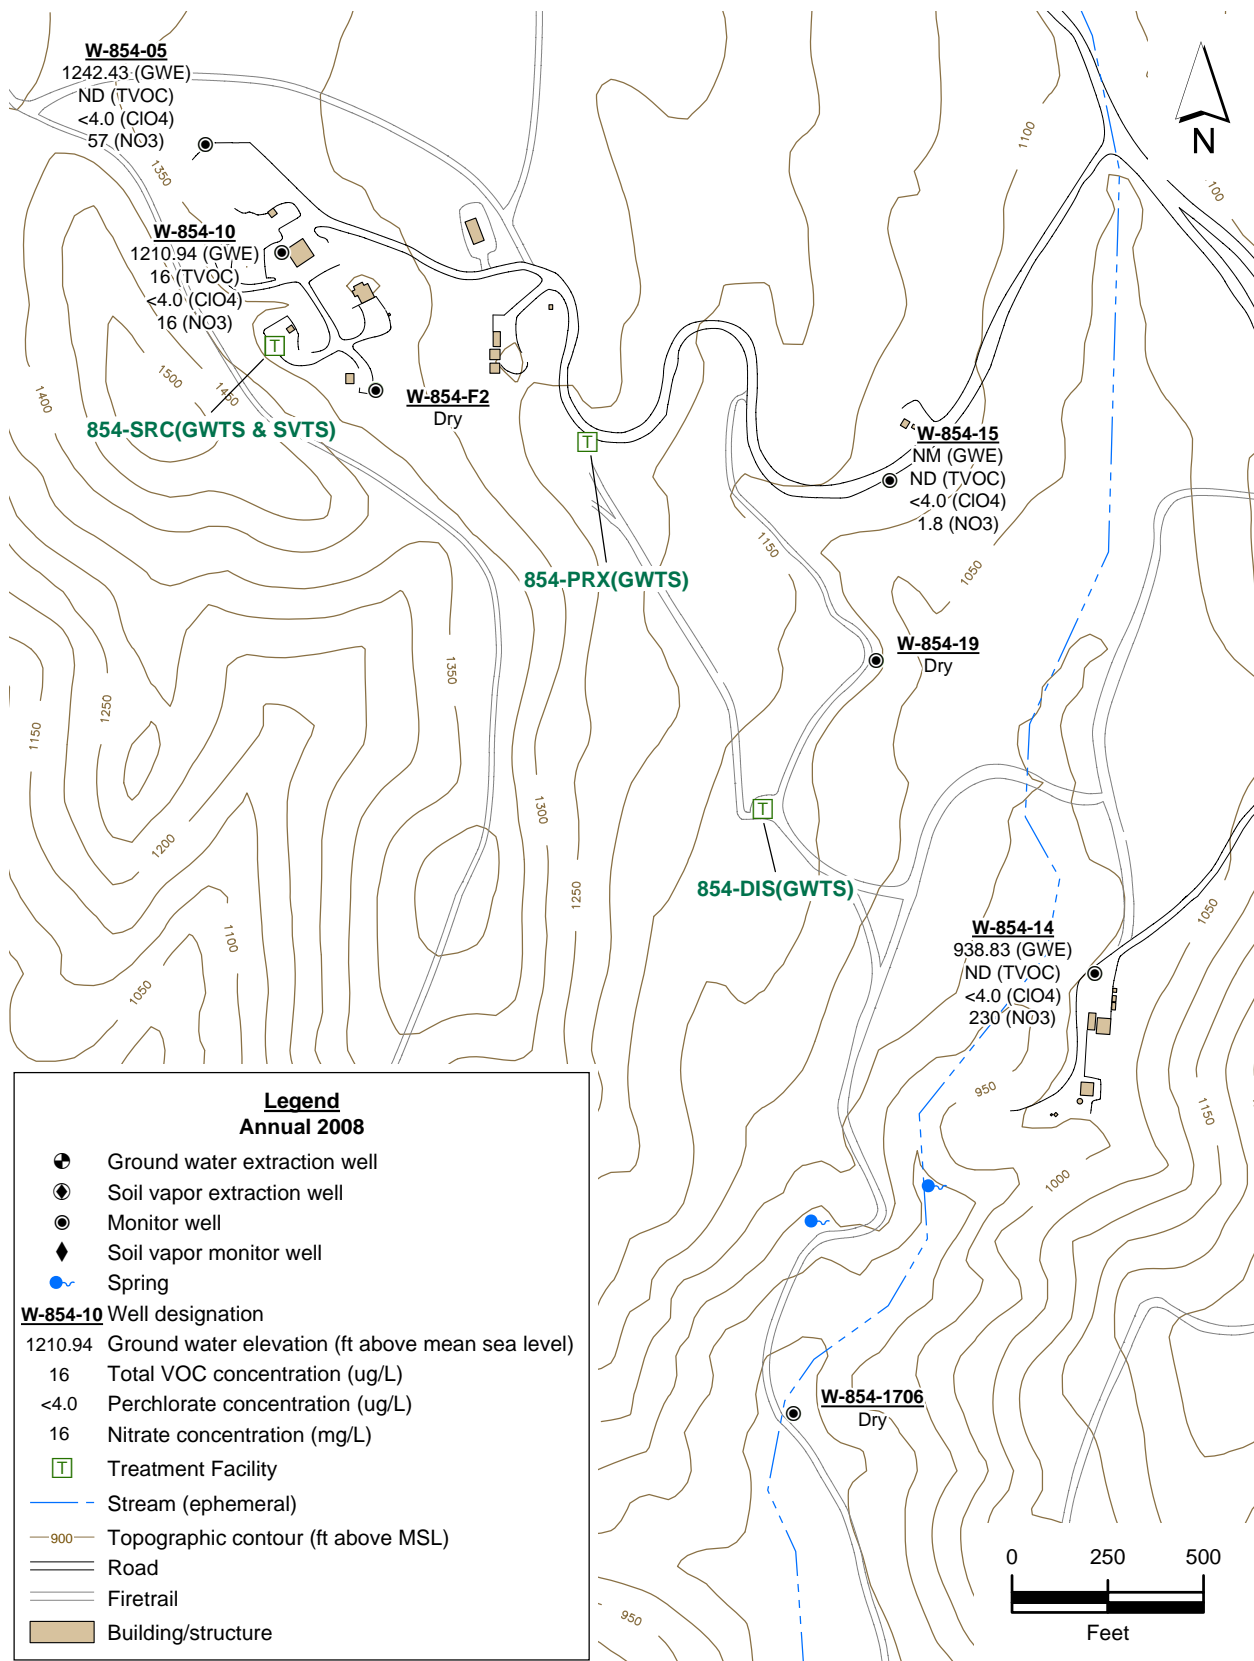 W-854-05
1242.43 (GWE)
ND (TVOC)
<4.0 (ClO4)
57 (NO3)
1350
1100
N
1100
W-854-10
1210.94 (GWE)
16 (TVOC)
<4.0 (ClO4)
16 (NO3)
T
1500
1450
1400
854-SRC(GWTS & SVTS)
W-854-F2
Dry
T
W-854-15
NM (GWE)
ND (TVOC)
<4.0 (ClO4)
1.8 (NO3)
1150
1050
854-PRX(GWTS)
W-854-19
Dry
1350
1250
1150
1300
1200
T
854-DIS(GWTS)
1250
1100
1050
1050
W-854-14
938.83 (GWE)
ND (TVOC)
<4.0 (ClO4)
230 (NO3)
950
1150
1000
Legend
Annual 2008
Ground water extraction well
Soil vapor extraction well
Monitor well
Soil vapor monitor well
Spring
W-854-10 Well designation
1210.94 Ground water elevation (ft above mean sea level)
16 Total VOC concentration (ug/L)
<4.0 Perchlorate concentration (ug/L)
16 Nitrate concentration (mg/L)
T Treatment Facility
Stream (ephemeral)
900 Topographic contour (ft above MSL)
Road
Firetrail
Building/structure
W-854-1706
Dry
950
0 250 500
Feet